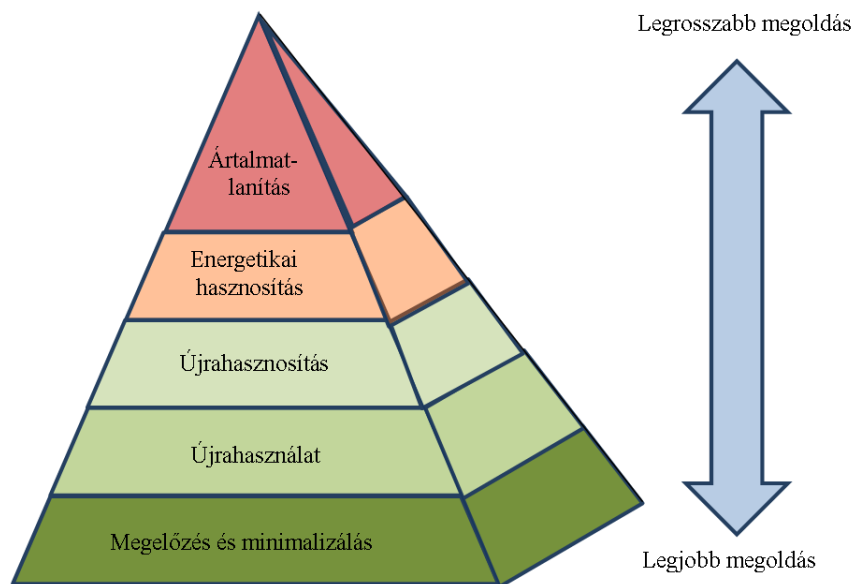 Legrosszabb megoldás
Ártalmat-
lanítás
Energetikai
hasznosítás
Újrahasznosítás
Újrahasználat
Megelőzés és minimalizálás
Legjobb megoldás